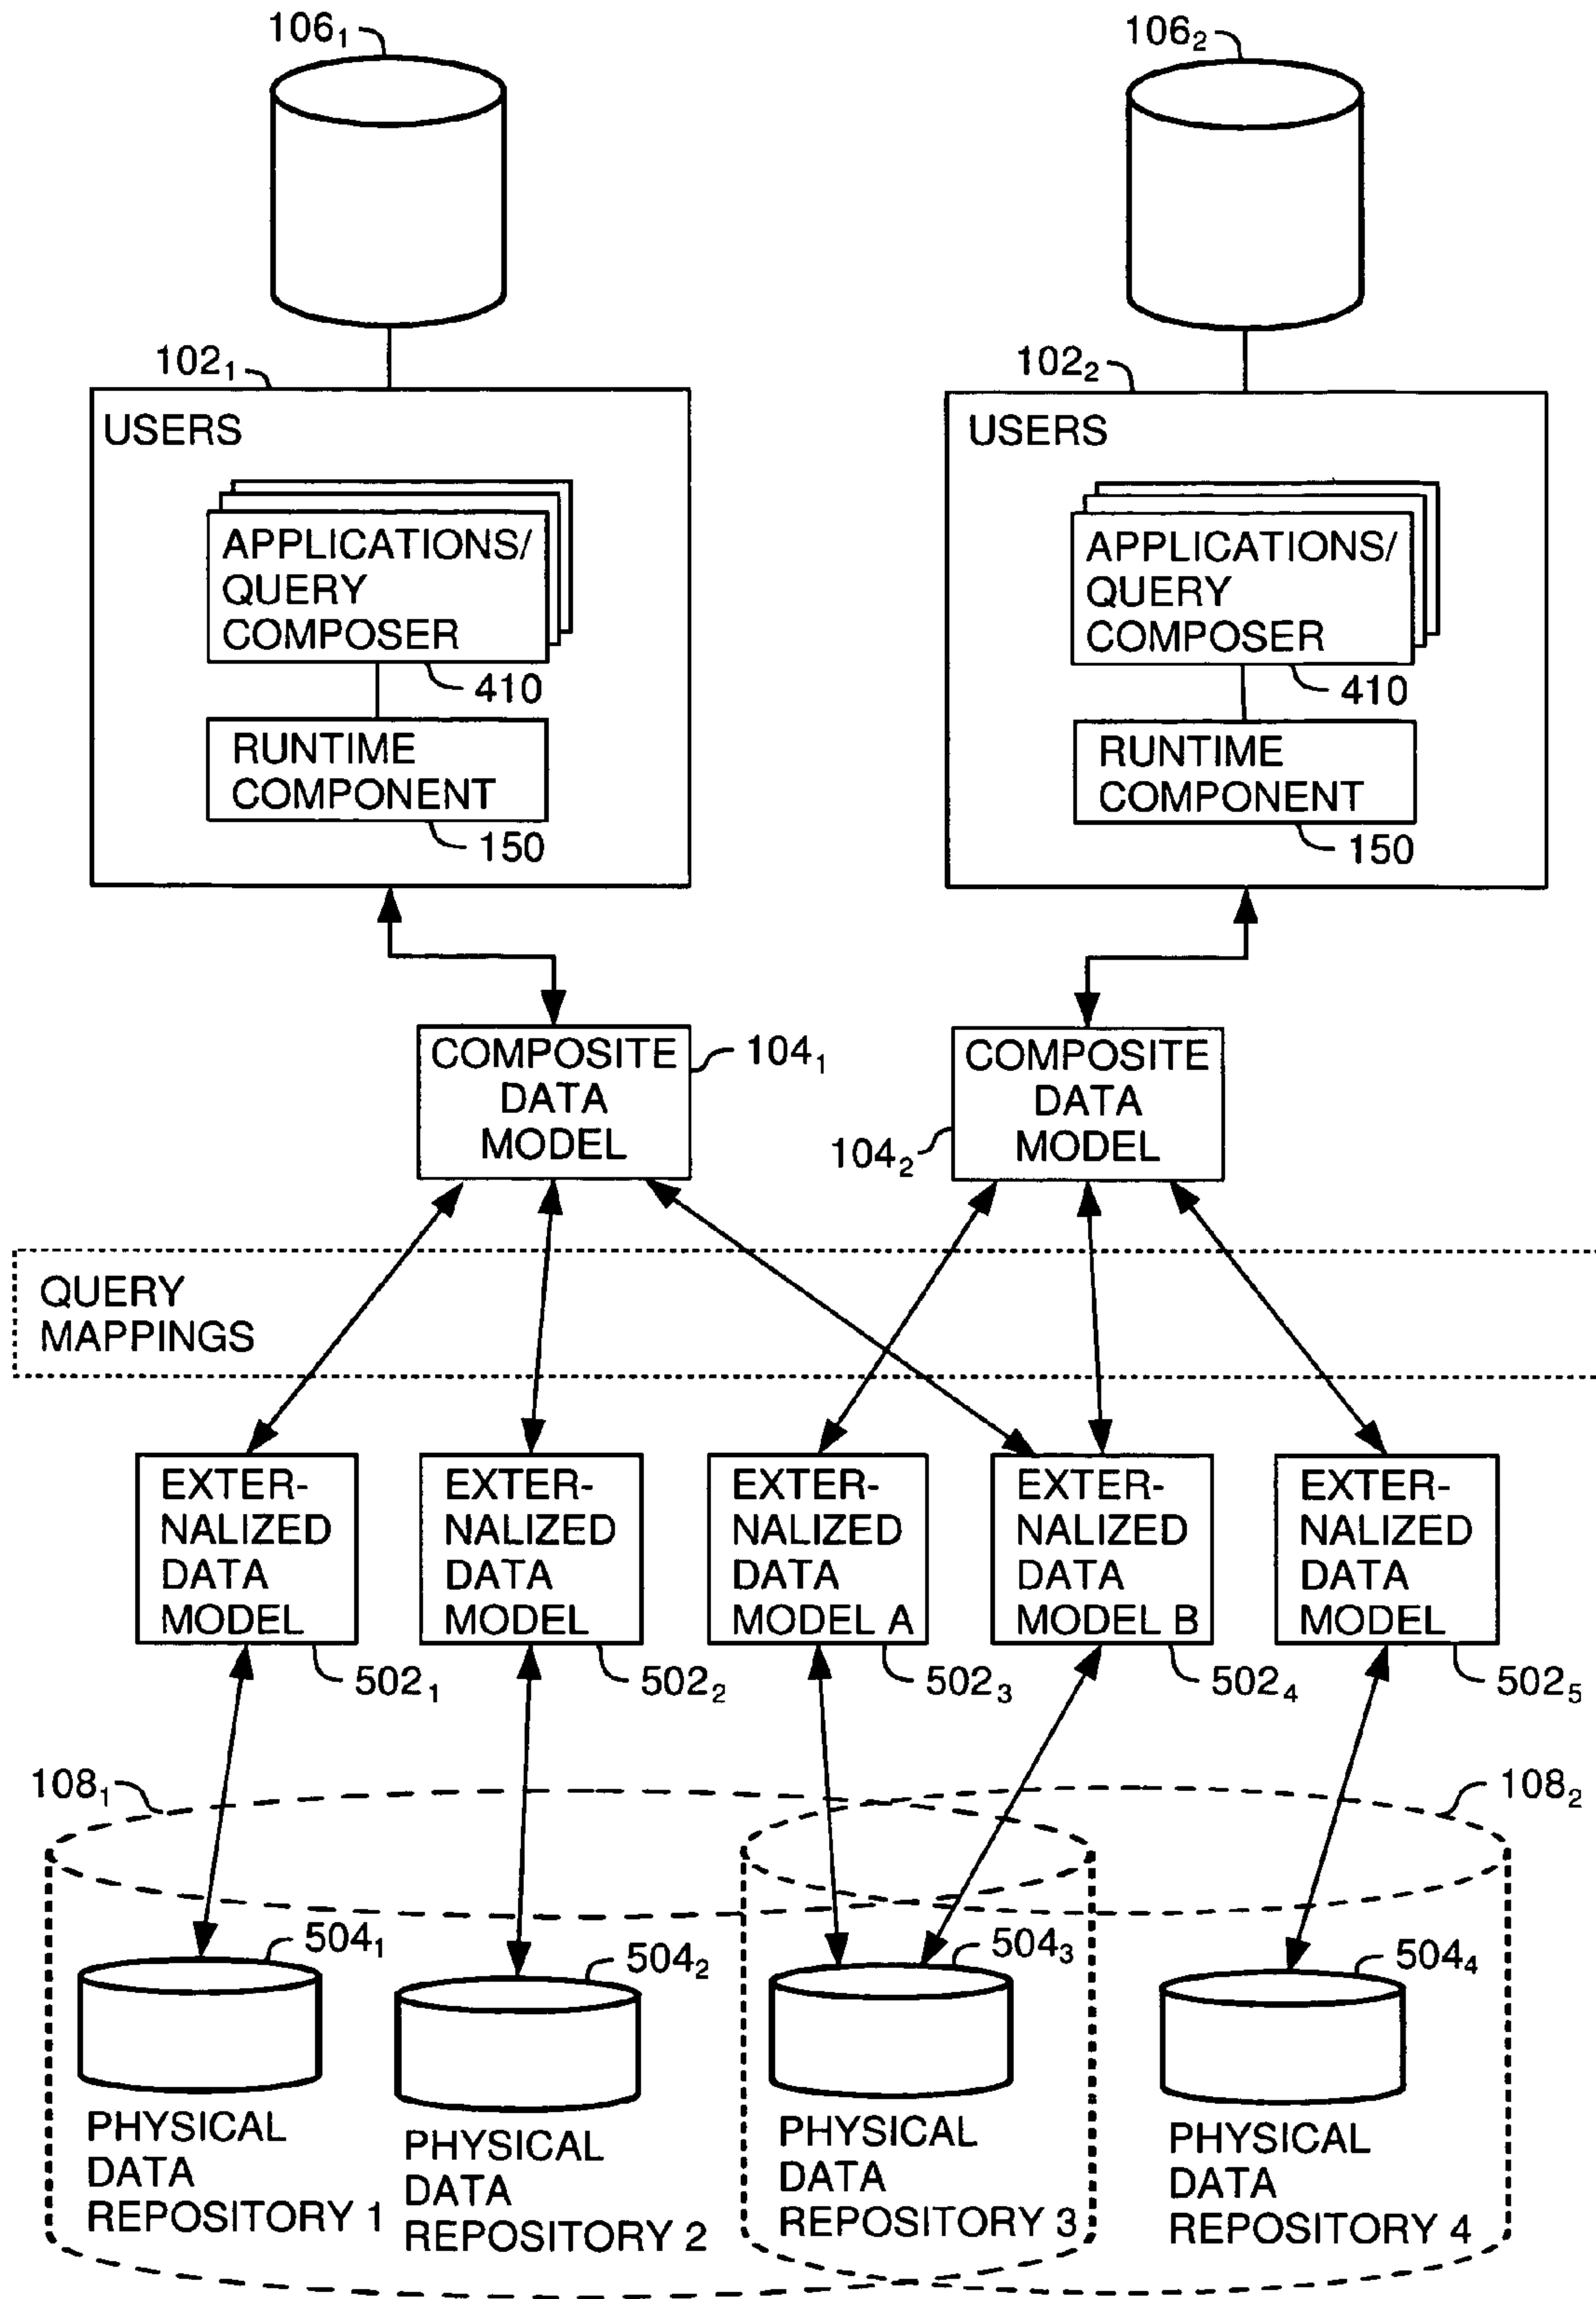 106₁
106₂
102₁
102₂
USERS
USERS
APPLICATIONS/
QUERY
COMPOSER
410
APPLICATIONS/
QUERY
COMPOSER
410
RUNTIME
COMPONENT
150
RUNTIME
COMPONENT
150
COMPOSITE
DATA
MODEL
104₁
COMPOSITE
DATA
MODEL
104₂
QUERY
MAPPINGS
EXTER-
NALIZED
DATA
MODEL
502₁
EXTER-
NALIZED
DATA
MODEL
502₂
EXTER-
NALIZED
DATA
MODEL A
502₃
EXTER-
NALIZED
DATA
MODEL B
502₄
EXTER-
NALIZED
DATA
MODEL
502₅
108₁
108₂
504₁
504₂
504₃
504₄
PHYSICAL
DATA
REPOSITORY 1
PHYSICAL
DATA
REPOSITORY 2
PHYSICAL
DATA
REPOSITORY 3
PHYSICAL
DATA
REPOSITORY 4